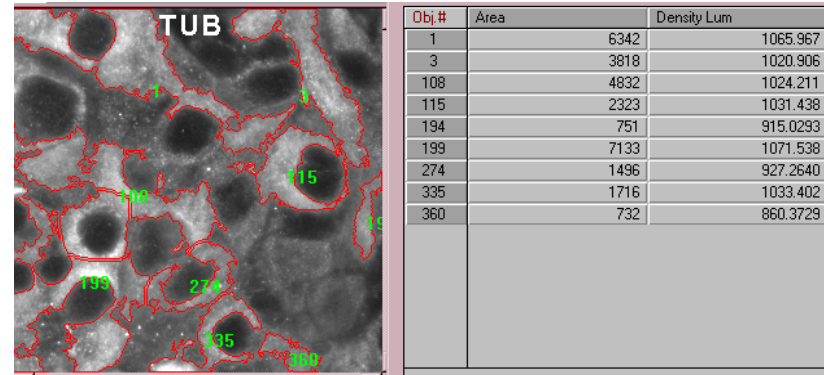 TUB
1
3
115
108
19
199
274
335
360
Obj.# Area Density Lum
1 6342 1065.967
3 3818 1020.906
108 4832 1024.211
115 2323 1031.438
194 751 915.0293
199 7133 1071.538
274 1496 927.2640
335 1716 1033.402
360 732 860.3729